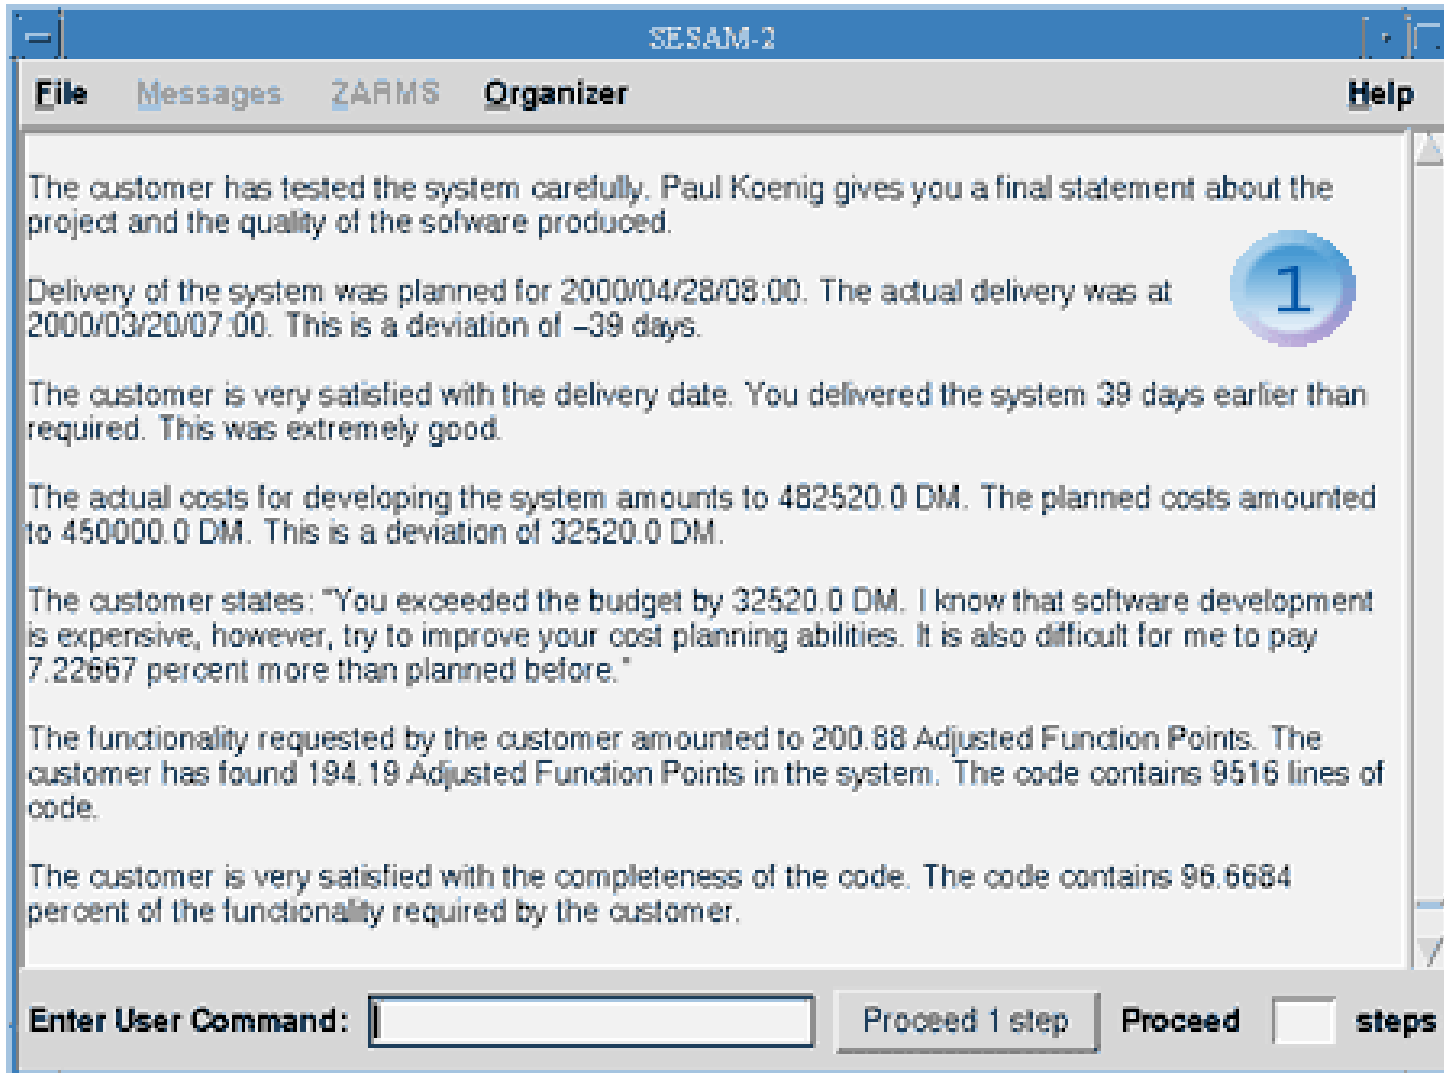 SESAM-2
File Messages ZARMS Organizer Help
The customer has tested the system carefully. Paul Koenig gives you a final statement about the
project and the quality of the sofware produced.
1
Delivery of the system was planned for 2000/04/28/08:00. The actual delivery was at
2000/03/20/07:00. This is a deviation of –39 days.
The customer is very satisfied with the delivery date. You delivered the system 39 days earlier than
required. This was extremely good.
The actual costs for developing the system amounts to 482520.0 DM. The planned costs amounted
to 450000.0 DM. This is a deviation of 32520.0 DM.
The customer states: "You exceeded the budget by 32520.0 DM. I know that software development
is expensive, however, try to improve your cost planning abilities. It is also difficult for me to pay
7.22667 percent more than planned before."
The functionality requested by the customer amounted to 200.88 Adjusted Function Points. The
customer has found 194.19 Adjusted Function Points in the system. The code contains 9516 lines of
code.
The customer is very satisfied with the completeness of the code. The code contains 96.6684
percent of the functionality required by the customer.
Enter User Command: Proceed 1 step Proceed steps